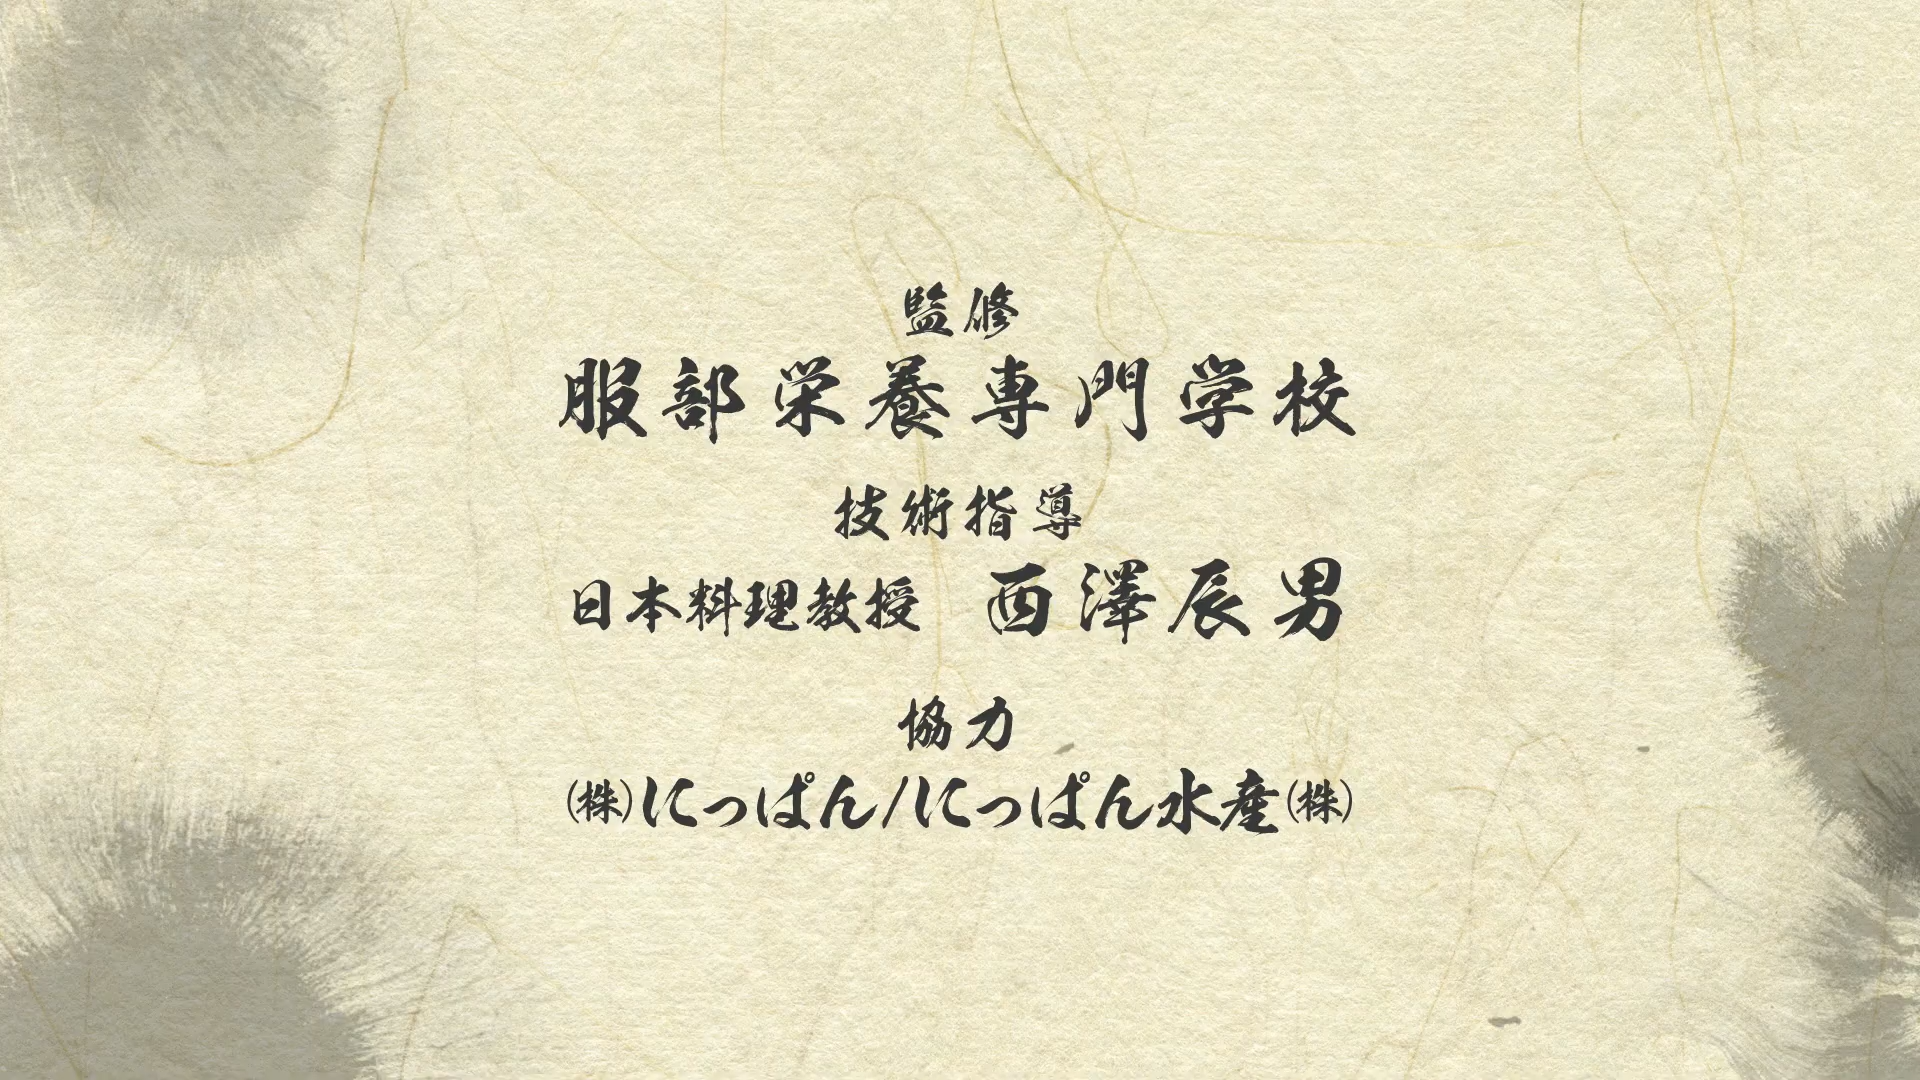 監修
服部栄養専門学校
技術指導
日本料理教授 西澤辰男
協力
(株)にっぱん/にっぱん水産(株)